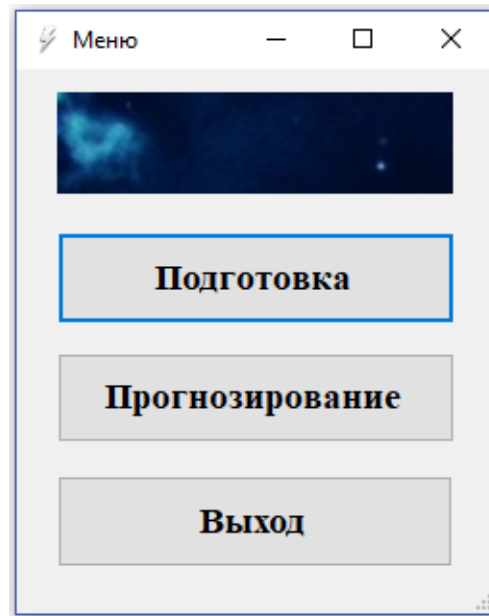 Меню
Подготовка
Прогнозирование
Выход